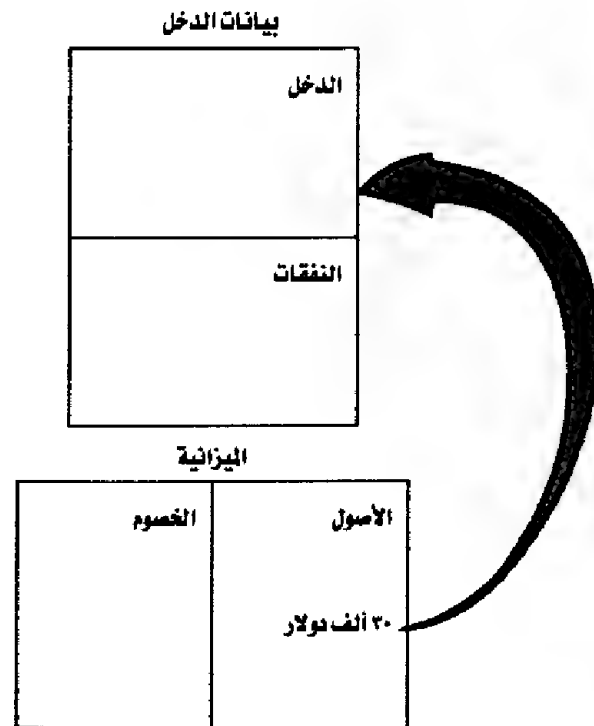 بيانات الدخل
الدخل
النفقات
الميزانية
الأصول
الخصوم
٣٠ ألف دولار